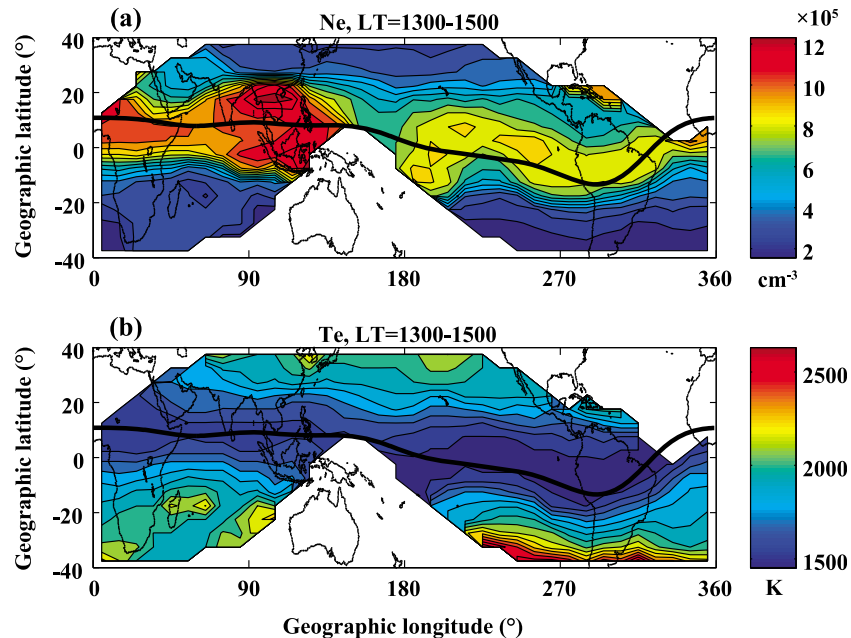 (a) Ne, LT=1300-1500 ×10⁵
Geographic latitude (°)
40
20
0
-20
-40
0 90 180 270 360
12
10
8
6
4
2
cm⁻³
(b) Te, LT=1300-1500
Geographic latitude (°)
40
20
0
-20
-40
0 90 180 270 360
2500
2000
1500
K
Geographic longitude (°)